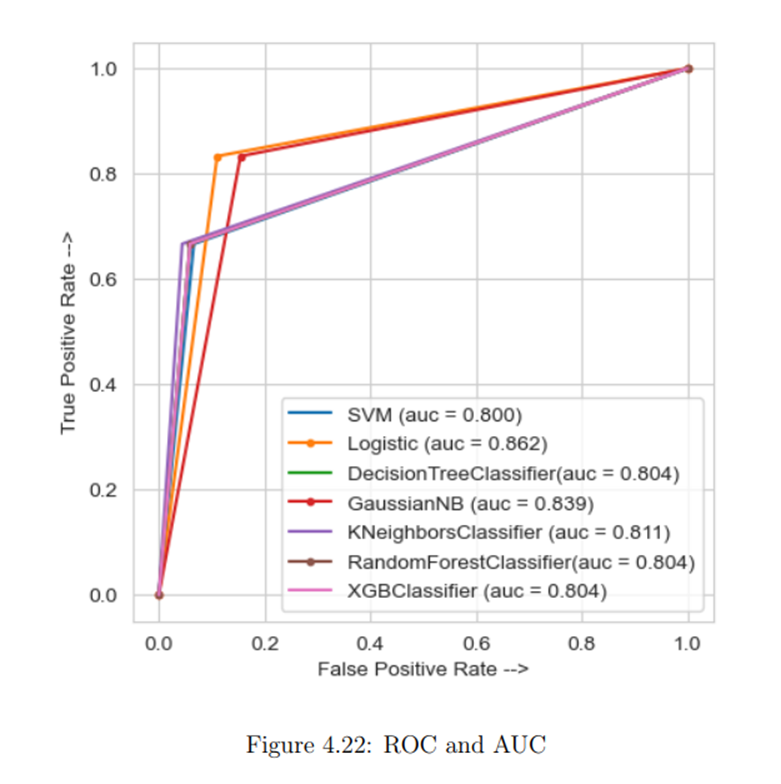 1.0
0.8
0.6
0.4
0.2
0.0
True Positive Rate -->
SVM (auc = 0.800)
Logistic (auc = 0.862)
DecisionTreeClassifier(auc = 0.804)
GaussianNB (auc = 0.839)
KNeighborsClassifier (auc = 0.811)
RandomForestClassifier(auc = 0.804)
XGBClassifier (auc = 0.804)
0.0 0.2 0.4 0.6 0.8 1.0
False Positive Rate -->
Figure 4.22: ROC and AUC